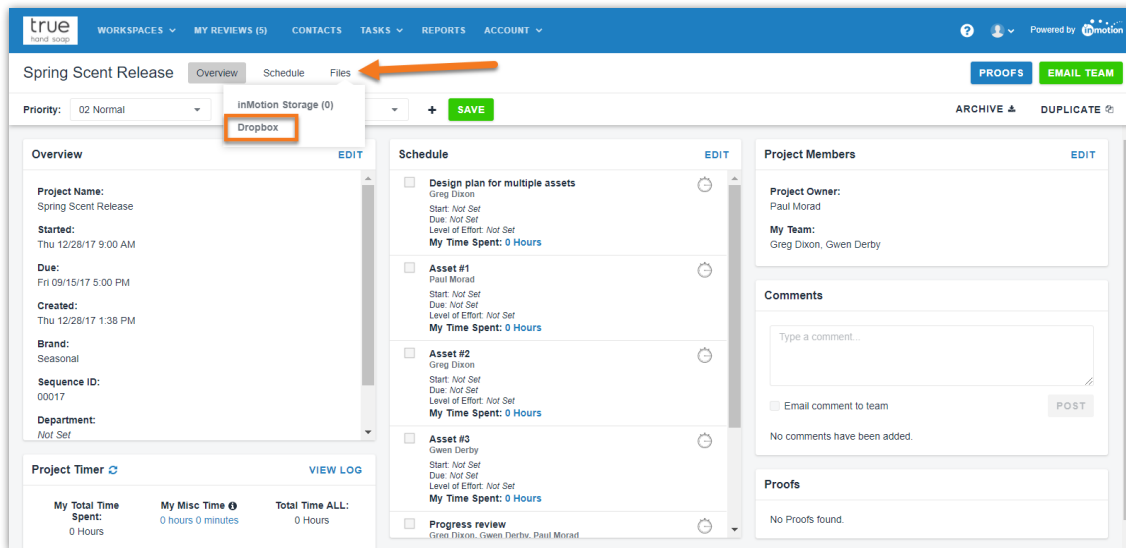 true
hand soap
WORKSPACES MY REVIEWS (5) CONTACTS TASKS REPORTS ACCOUNT
? Powered by inmotion
Spring Scent Release Overview Schedule Files
PROOFS EMAIL TEAM
Priority: 02 Normal + SAVE
ARCHIVE DUPLICATE
inMotion Storage (0)
Dropbox
Overview EDIT
Project Name:
Spring Scent Release
Started:
Thu 12/28/17 9:00 AM
Due:
Fri 09/15/17 5:00 PM
Created:
Thu 12/28/17 1:38 PM
Brand:
Seasonal
Sequence ID:
00017
Department:
Not Set
Project Timer VIEW LOG
My Total Time Spent:
0 Hours
My Misc Time
0 hours 0 minutes
Total Time ALL:
0 Hours
Schedule EDIT
Design plan for multiple assets
Greg Dixon
Start: Not Set
Due: Not Set
Level of Effort: Not Set
My Time Spent: 0 Hours
Asset #1
Paul Morad
Start: Not Set
Due: Not Set
Level of Effort: Not Set
My Time Spent: 0 Hours
Asset #2
Greg Dixon
Start: Not Set
Due: Not Set
Level of Effort: Not Set
My Time Spent: 0 Hours
Asset #3
Gwen Derby
Start: Not Set
Due: Not Set
Level of Effort: Not Set
My Time Spent: 0 Hours
Progress review
Greg Dixon, Gwen Derby, Paul Morad
Project Members EDIT
Project Owner:
Paul Morad
My Team:
Greg Dixon, Gwen Derby
Comments
Type a comment...
Email comment to team POST
No comments have been added.
Proofs
No Proofs found.